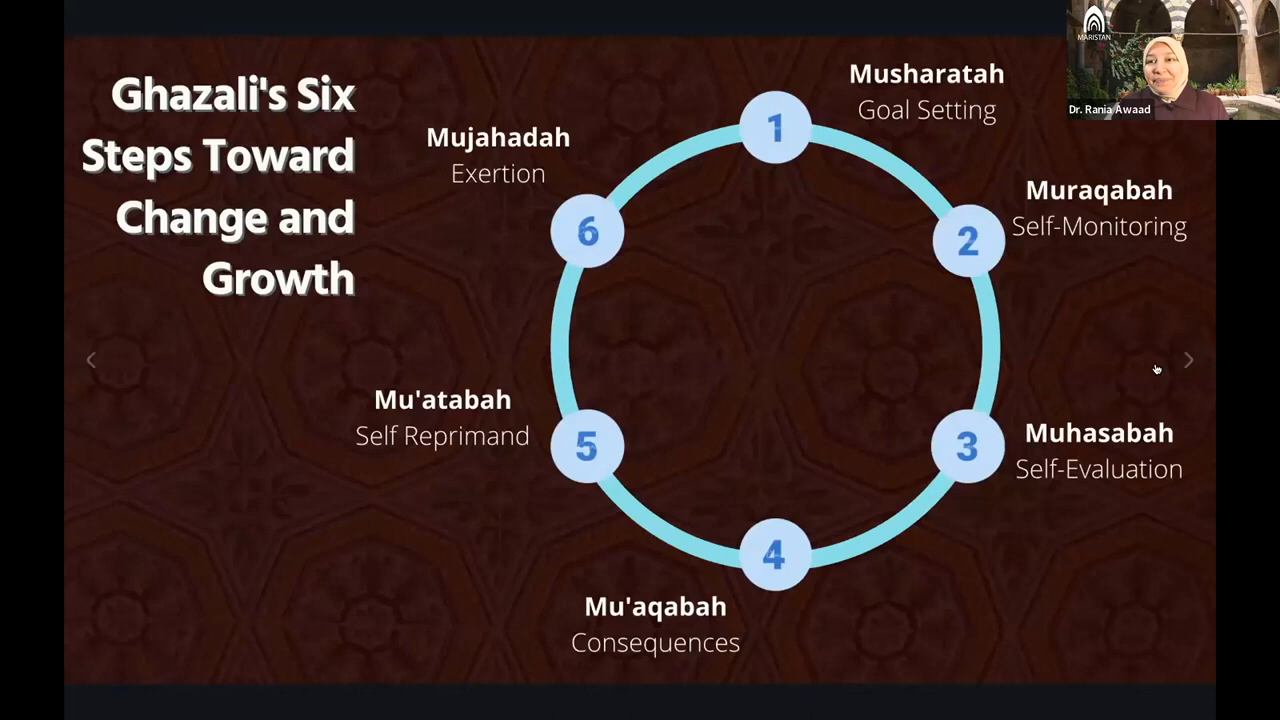 Ghazali's Six
Steps Toward
Change and
Growth
1
Musharatah
Goal Setting
2
Muraqabah
Self-Monitoring
3
Muhasabah
Self-Evaluation
4
Mu'aqabah
Consequences
5
Mu'atabah
Self Reprimand
6
Mujahadah
Exertion
MARISTAN
Dr. Rania Awaad